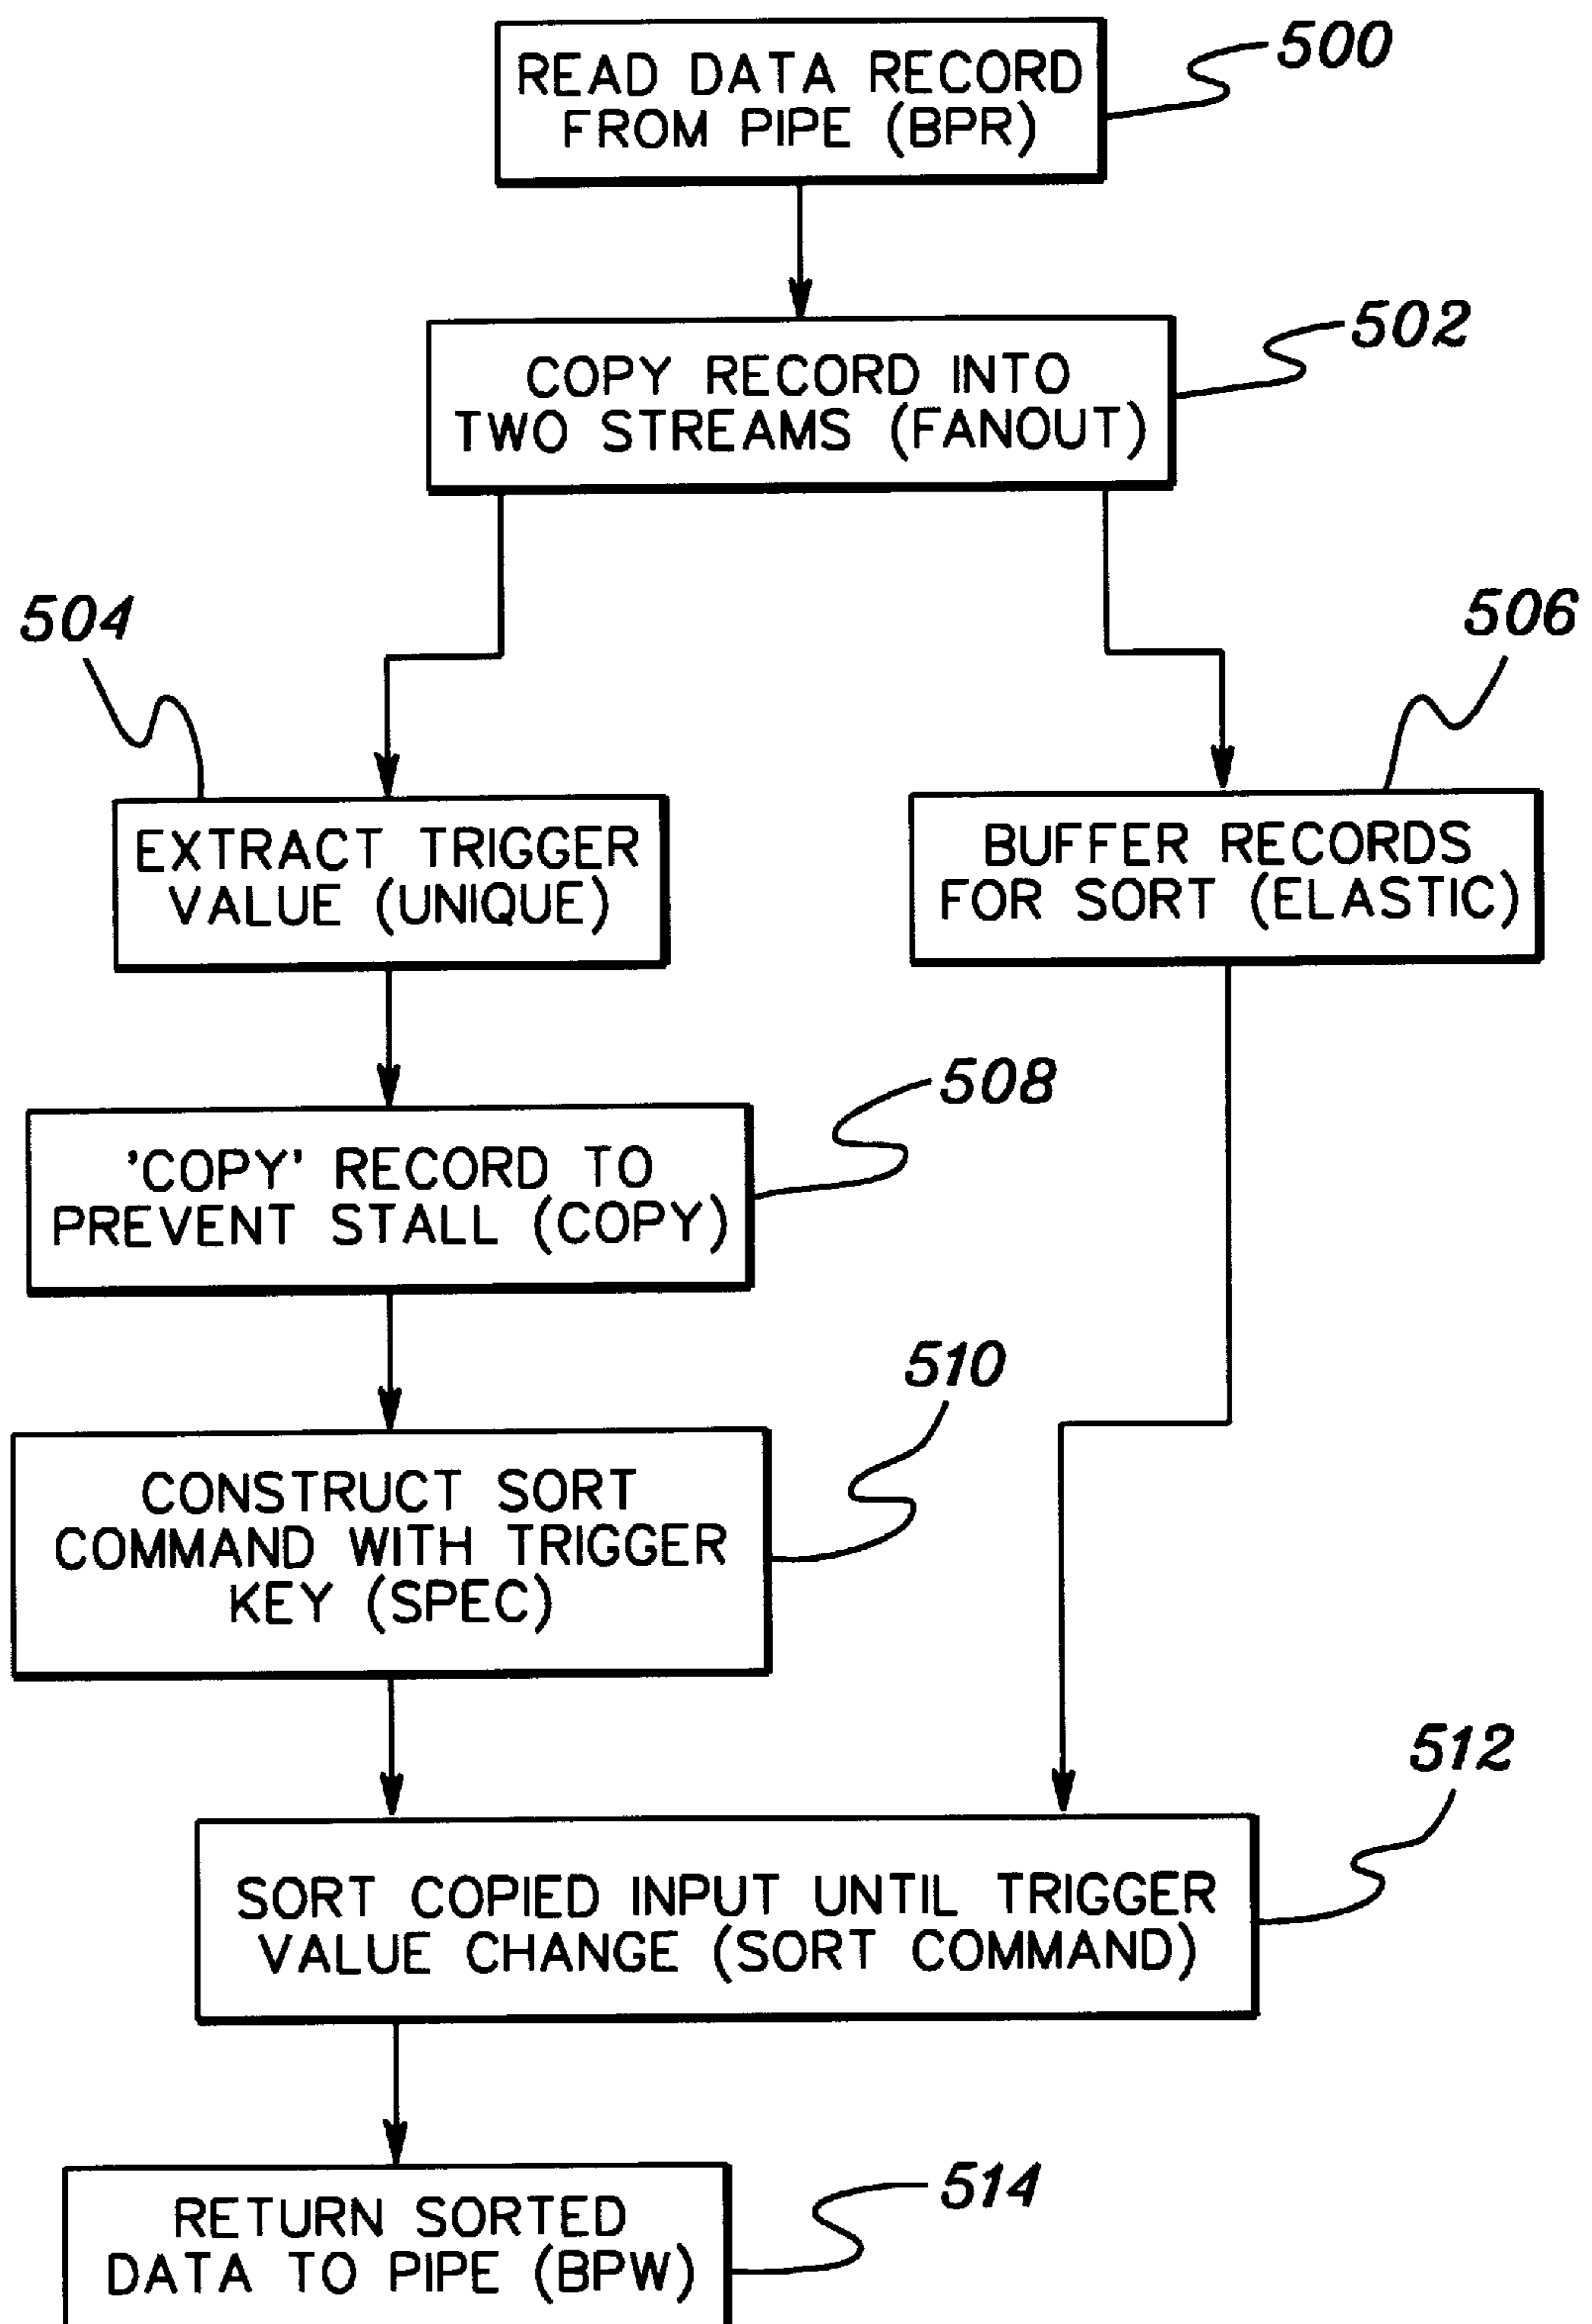 READ DATA RECORD
FROM PIPE (BPR)
500
COPY RECORD INTO
TWO STREAMS (FANOUT)
502
504
506
EXTRACT TRIGGER
VALUE (UNIQUE)
BUFFER RECORDS
FOR SORT (ELASTIC)
508
'COPY' RECORD TO
PREVENT STALL (COPY)
510
CONSTRUCT SORT
COMMAND WITH TRIGGER
KEY (SPEC)
512
SORT COPIED INPUT UNTIL TRIGGER
VALUE CHANGE (SORT COMMAND)
514
RETURN SORTED
DATA TO PIPE (BPW)